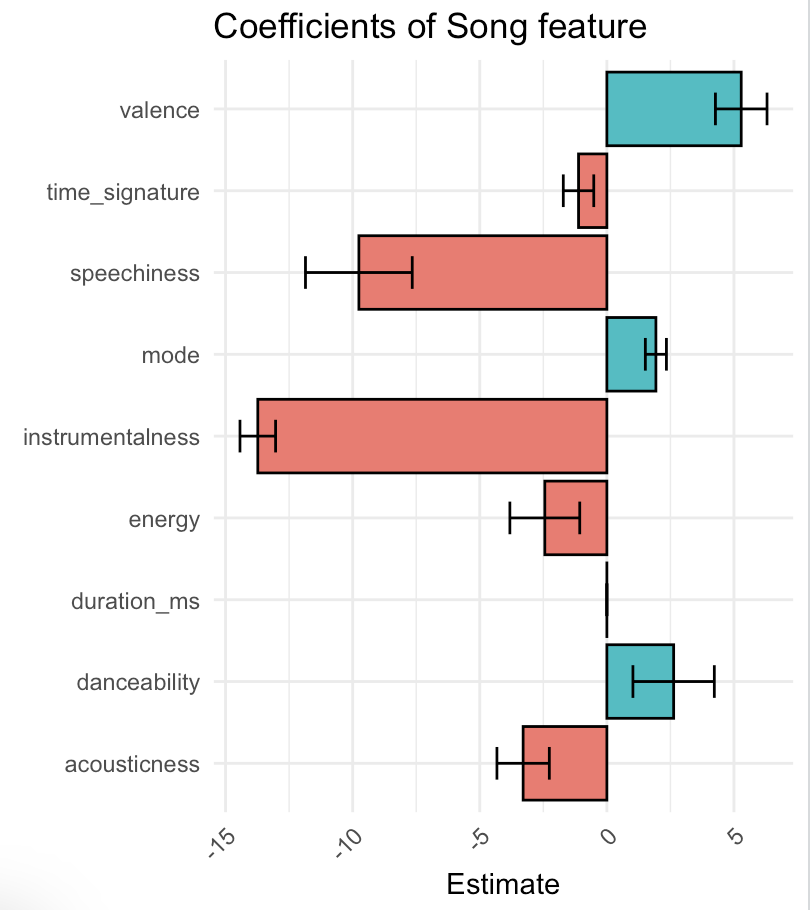 Coefficients of Song feature
valence
time_signature
speechiness
mode
instrumentalness
energy
duration_ms
danceability
acousticness
-15 -10 -5 0 5
Estimate